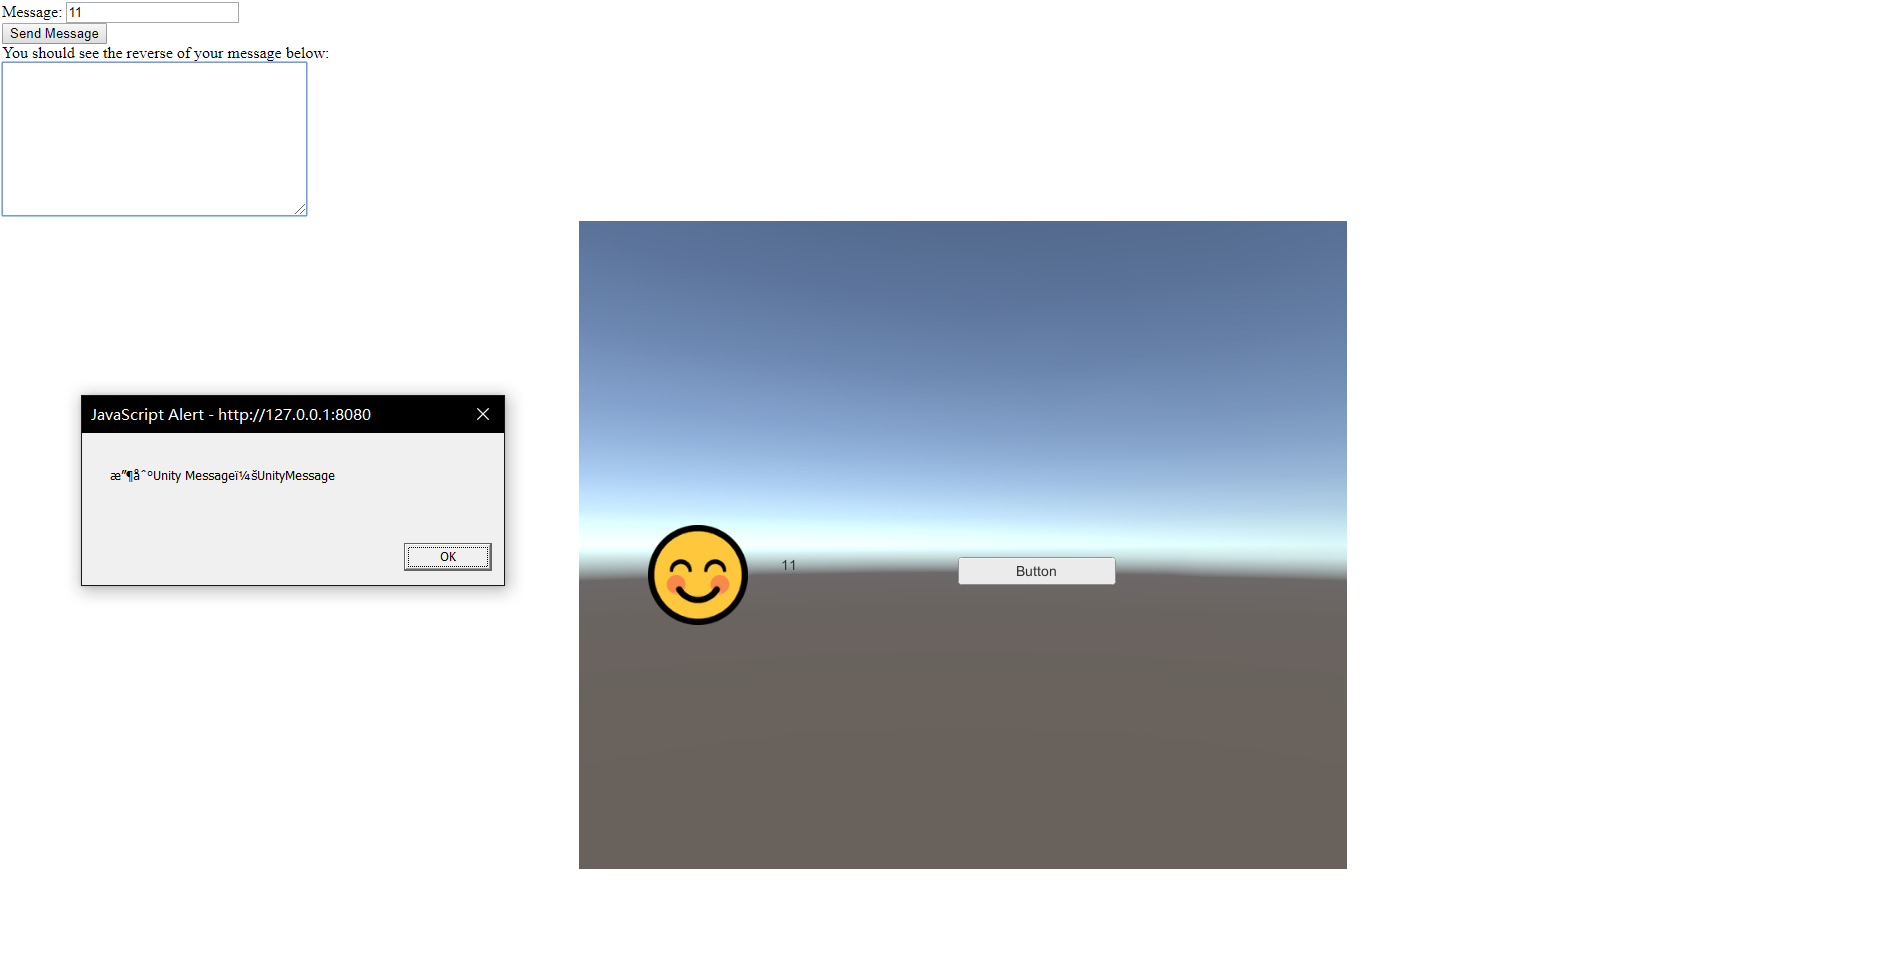 Message: 11
Send Message
You should see the reverse of your message below:
JavaScript Alert - http://127.0.0.1:8080
æ”¶åˆ°Unity Messageï¼šUnityMessage
OK
11
Button